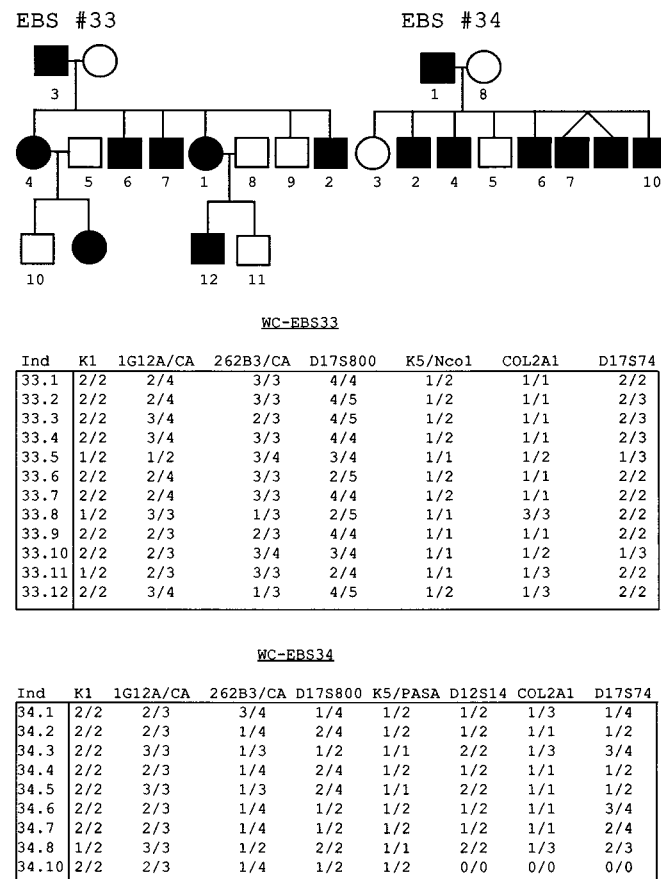 EBS #33 EBS #34
3 1 8
4 5 6 7 1 8 9 2 3 2 4 5 6 7 10
10 12 11
WC-EBS33
Ind K1 1G12A/CA 262B3/CA D17S800 K5/Nco1 COL2A1 D17S74
33.1 2/2 2/4 3/3 4/4 1/2 1/1 2/2
33.2 2/2 2/4 3/3 4/5 1/2 1/1 2/3
33.3 2/2 3/4 2/3 4/5 1/2 1/1 2/3
33.4 2/2 3/4 3/3 4/4 1/2 1/1 2/3
33.5 1/2 1/2 3/4 3/4 1/1 1/2 1/3
33.6 2/2 2/4 3/3 2/5 1/2 1/1 2/2
33.7 2/2 2/4 3/3 4/4 1/2 1/1 2/2
33.8 1/2 3/3 1/3 2/5 1/1 3/3 2/2
33.9 2/2 2/3 2/3 4/4 1/1 1/1 2/2
33.10 2/2 2/3 3/4 3/4 1/1 1/2 1/3
33.11 1/2 2/3 3/3 2/4 1/1 1/3 2/2
33.12 2/2 3/4 1/3 4/5 1/2 1/3 2/2
WC-EBS34
Ind K1 1G12A/CA 262B3/CA D17S800 K5/PASA D12S14 COL2A1 D17S74
34.1 2/2 2/3 3/4 1/4 1/2 1/2 1/3 1/4
34.2 2/2 2/3 1/4 2/4 1/2 1/2 1/1 1/2
34.3 2/2 3/3 1/3 1/2 1/1 2/2 1/3 3/4
34.4 2/2 2/3 1/4 2/4 1/2 1/2 1/1 1/2
34.5 2/2 3/3 1/3 2/4 1/1 2/2 1/1 1/2
34.6 2/2 2/3 1/4 1/2 1/2 1/2 1/1 3/4
34.7 2/2 2/3 1/4 1/2 1/2 1/2 1/1 2/4
34.8 1/2 3/3 1/2 2/2 1/1 2/2 1/3 2/3
34.10 2/2 2/3 1/4 1/2 1/2 0/0 0/0 0/0